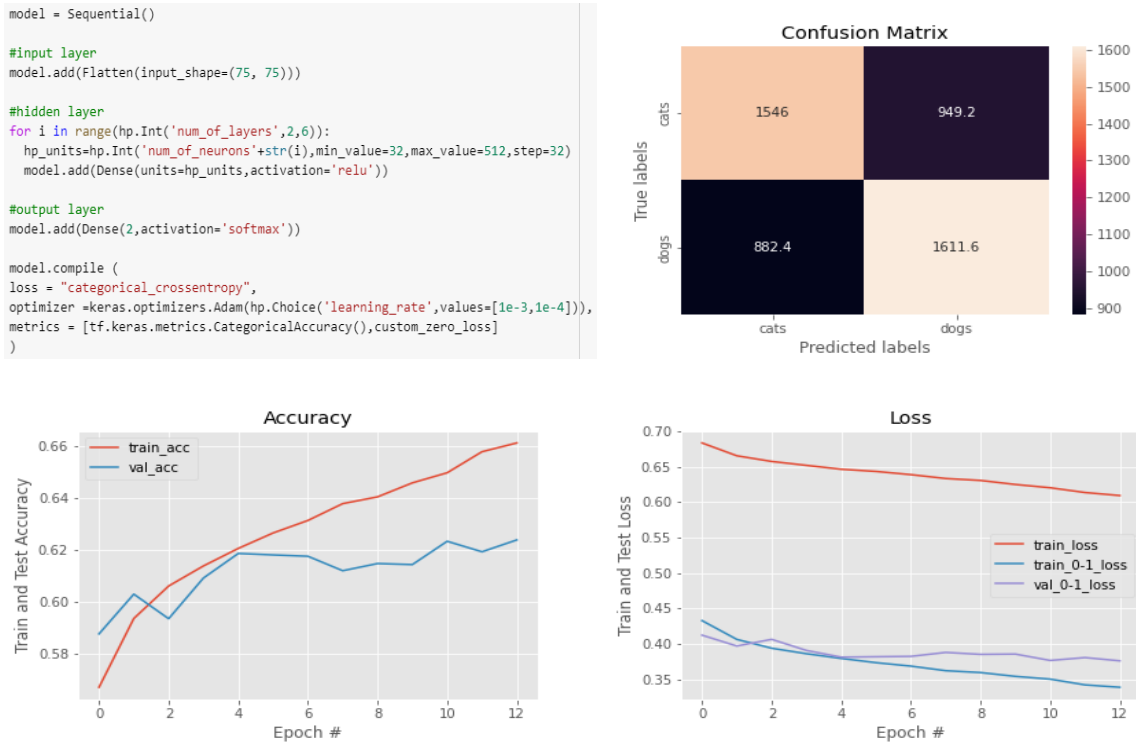 model = Sequential()
#input layer
model.add(Flatten(input_shape=(75, 75)))
#hidden layer
for i in range(hp.Int('num_of_layers',2,6)):
  hp_units=hp.Int('num_of_neurons'+str(i),min_value=32,max_value=512,step=32)
  model.add(Dense(units=hp_units,activation='relu'))
#output layer
model.add(Dense(2,activation='softmax'))
model.compile (
loss = "categorical_crossentropy",
optimizer =keras.optimizers.Adam(hp.Choice('learning_rate',values=[1e-3,1e-4])),
metrics = [tf.keras.metrics.CategoricalAccuracy(),custom_zero_loss]
)
Confusion Matrix
True labels
cats
dogs
1546
949.2
882.4
1611.6
cats
dogs
Predicted labels
1600
1500
1400
1300
1200
1100
1000
900
Accuracy
Train and Test Accuracy
0.66
0.64
0.62
0.60
0.58
train_acc
val_acc
0
2
4
6
8
10
12
Epoch #
Loss
Train and Test Loss
0.70
0.65
0.60
0.55
0.50
0.45
0.40
0.35
train_loss
train_0-1_loss
val_0-1_loss
0
2
4
6
8
10
12
Epoch #